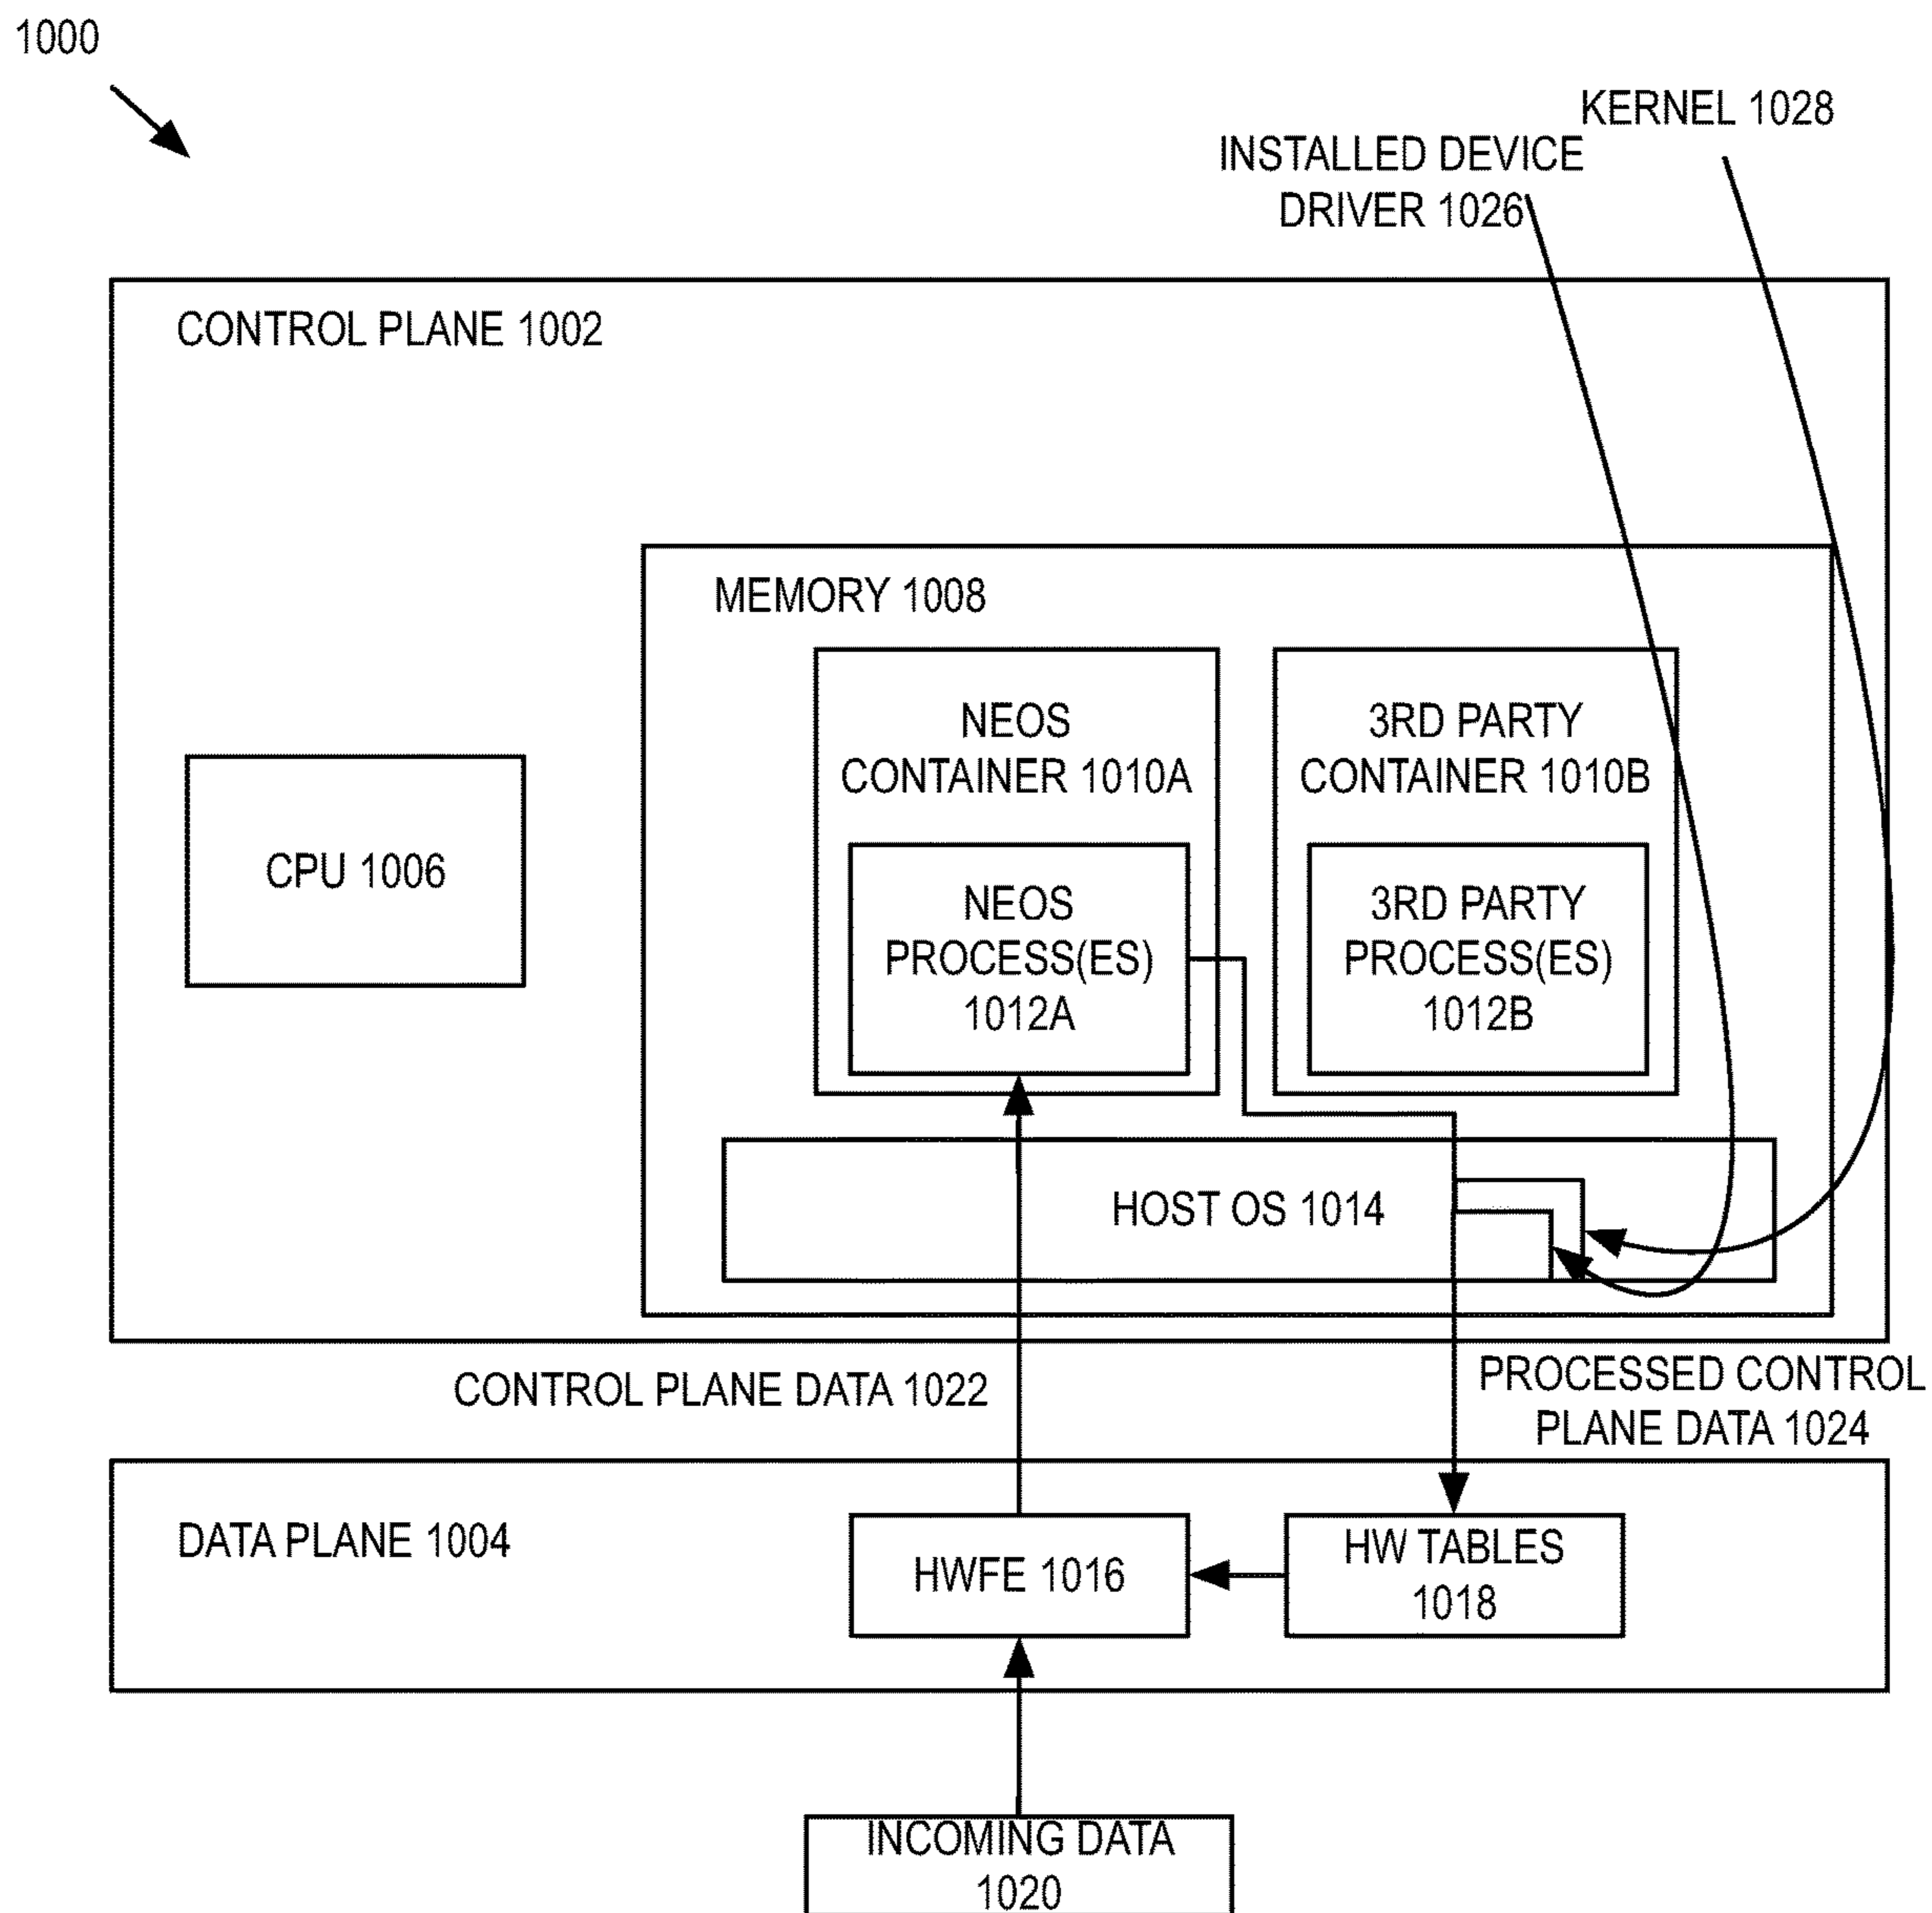 1000
KERNEL 1028
INSTALLED DEVICE
DRIVER 1026
CONTROL PLANE 1002
MEMORY 1008
NEOS
CONTAINER 1010A
3RD PARTY
CONTAINER 1010B
CPU 1006
NEOS
PROCESS(ES)
1012A
3RD PARTY
PROCESS(ES)
1012B
HOST OS 1014
CONTROL PLANE DATA 1022
PROCESSED CONTROL
PLANE DATA 1024
DATA PLANE 1004
HWFE 1016
HW TABLES
1018
INCOMING DATA
1020